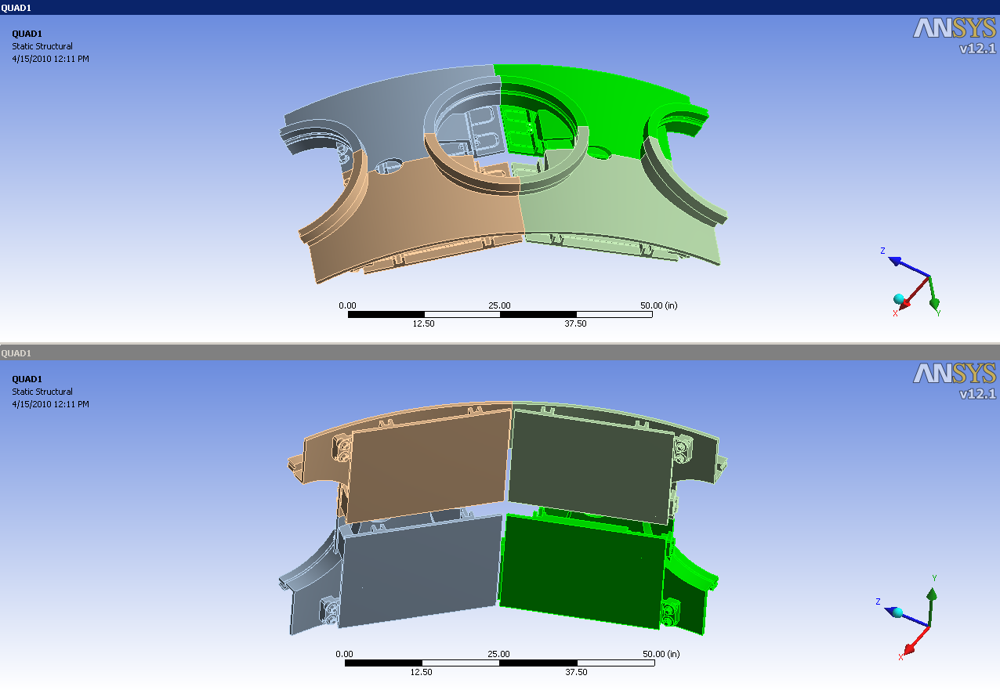 QUAD1
QUAD1
Static Structural
4/15/2010 12:11 PM
ANSYS
v12.1
0.00 25.00 50.00 (in)
12.50 37.50
Z
X Y
QUAD1
QUAD1
Static Structural
4/15/2010 12:11 PM
ANSYS
v12.1
Y
Z
X
0.00 25.00 50.00 (in)
12.50 37.50